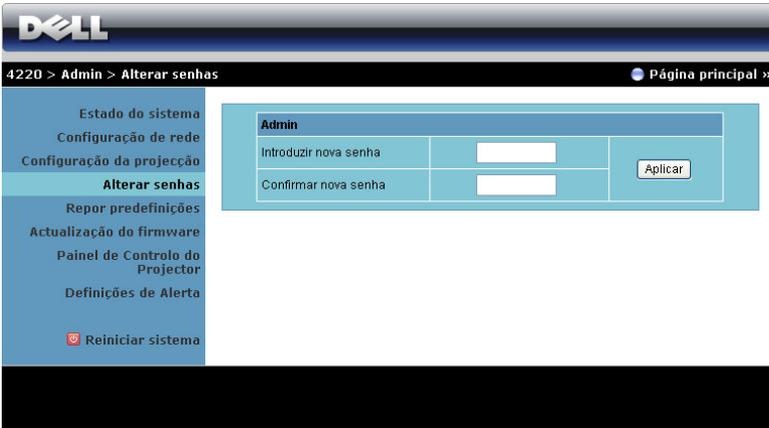 DELL
4220 > Admin > Alterar senhas
Página principal »
Estado do sistema
Configuração de rede
Configuração da projecção
Alterar senhas
Repor predefinições
Actualização do firmware
Painel de Controlo do
Projector
Definições de Alerta
Reiniciar sistema
Admin
Introduzir nova senha
Confirmar nova senha
Aplicar